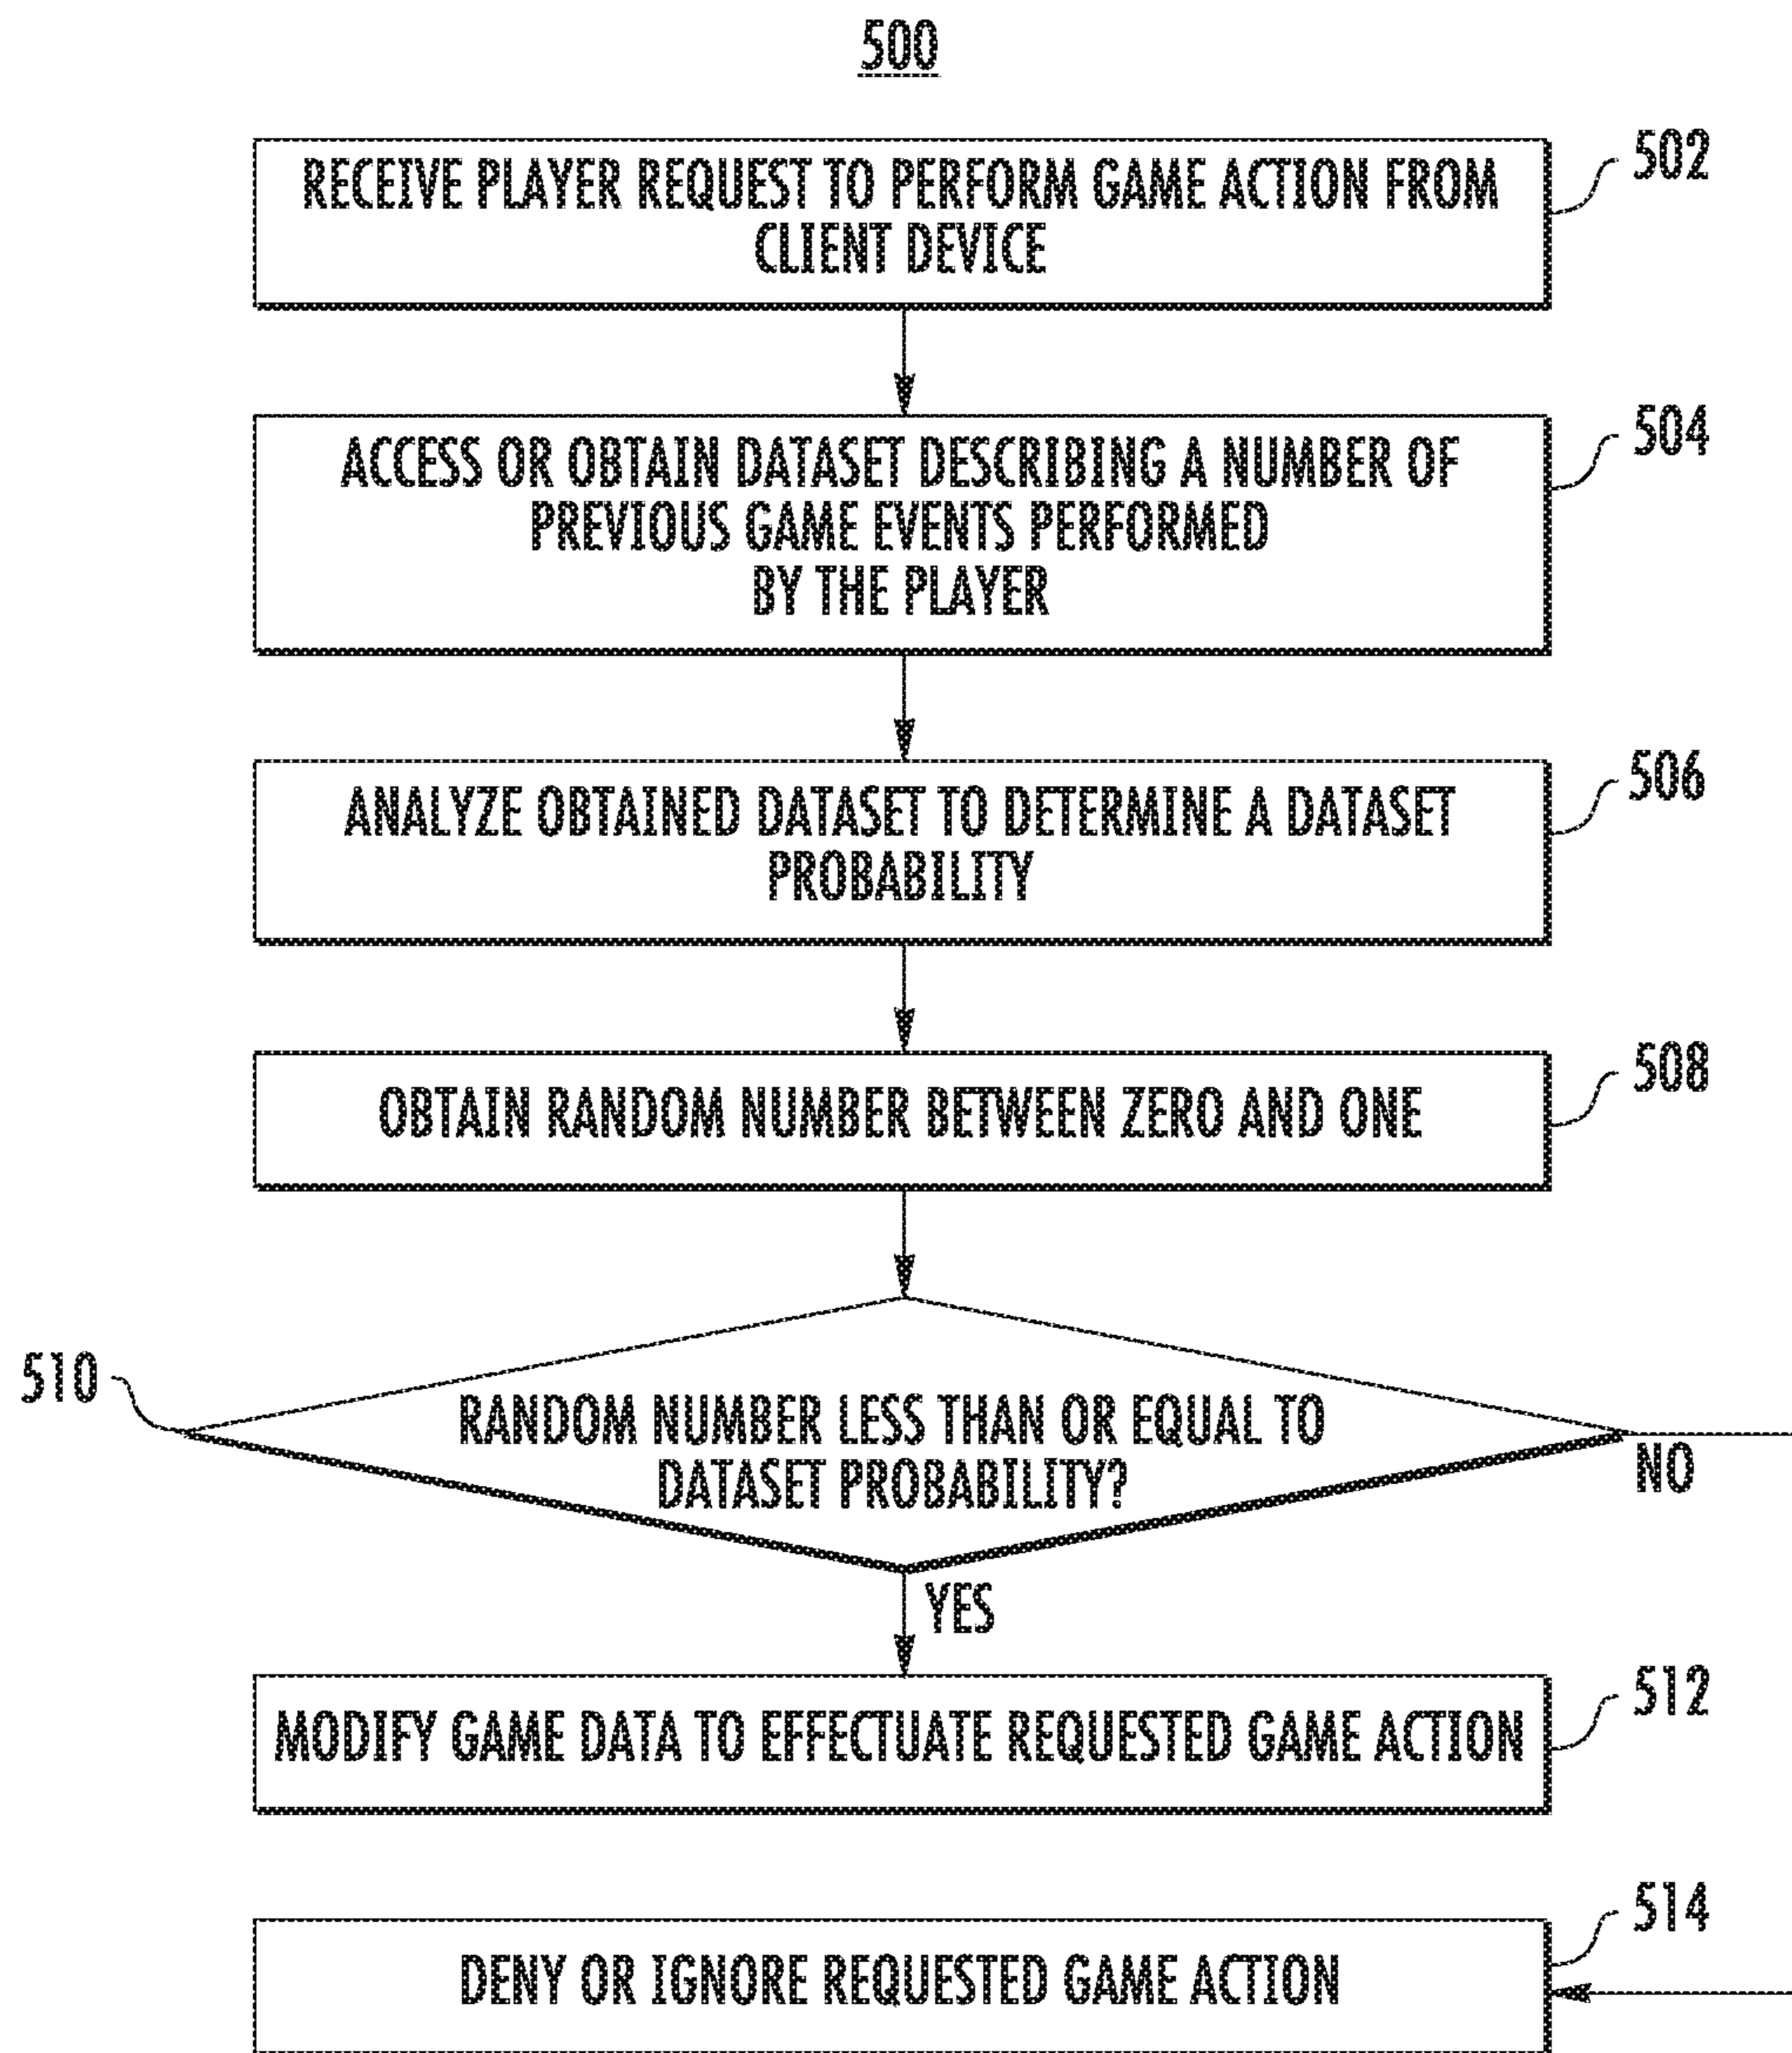 500
RECEIVE PLAYER REQUEST TO PERFORM GAME ACTION FROM
CLIENT DEVICE
502
ACCESS OR OBTAIN DATASET DESCRIBING A NUMBER OF
PREVIOUS GAME EVENTS PERFORMED
BY THE PLAYER
504
ANALYZE OBTAINED DATASET TO DETERMINE A DATASET
PROBABILITY
506
OBTAIN RANDOM NUMBER BETWEEN ZERO AND ONE
508
510
RANDOM NUMBER LESS THAN OR EQUAL TO
DATASET PROBABILITY?
NO
YES
MODIFY GAME DATA TO EFFECTUATE REQUESTED GAME ACTION
512
DENY OR IGNORE REQUESTED GAME ACTION
514